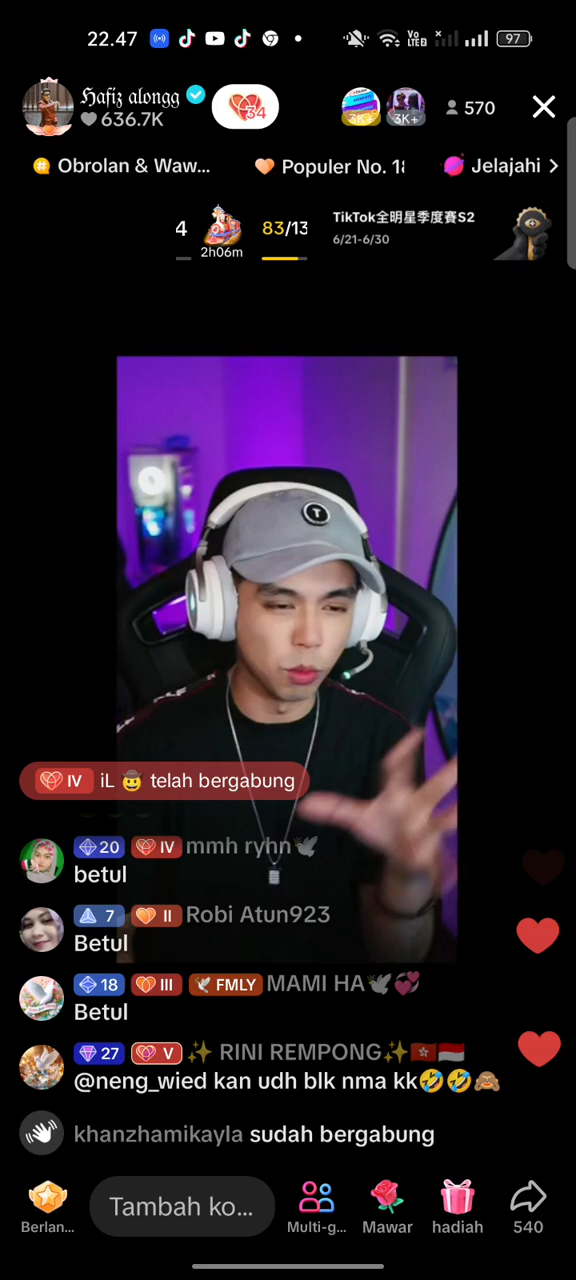 22.47
Vo
LTE2
97
Hafiz alongg
636.7K
34
3K+
3K+
570
Obrolan & Waw...
Populer No. 18
Jelajahi
4
2h06m
83/13
TikTok全明星季度賽S2
6/21-6/30
T
IV iL 🤠 telah bergabung
20 IV mmh ryhn🕊
betul
7 II Robi Atun923
Betul
18 III FMLY MAMI HA🕊💞
Betul
27 V ✨ RINI REMPONG✨🇭🇰🇮🇩
@neng_wied kan udh blk nma kk🤣🤣🙈
khanzhamikayla sudah bergabung
Berlan...
Tambah ko...
Multi-g...
Mawar
hadiah
540